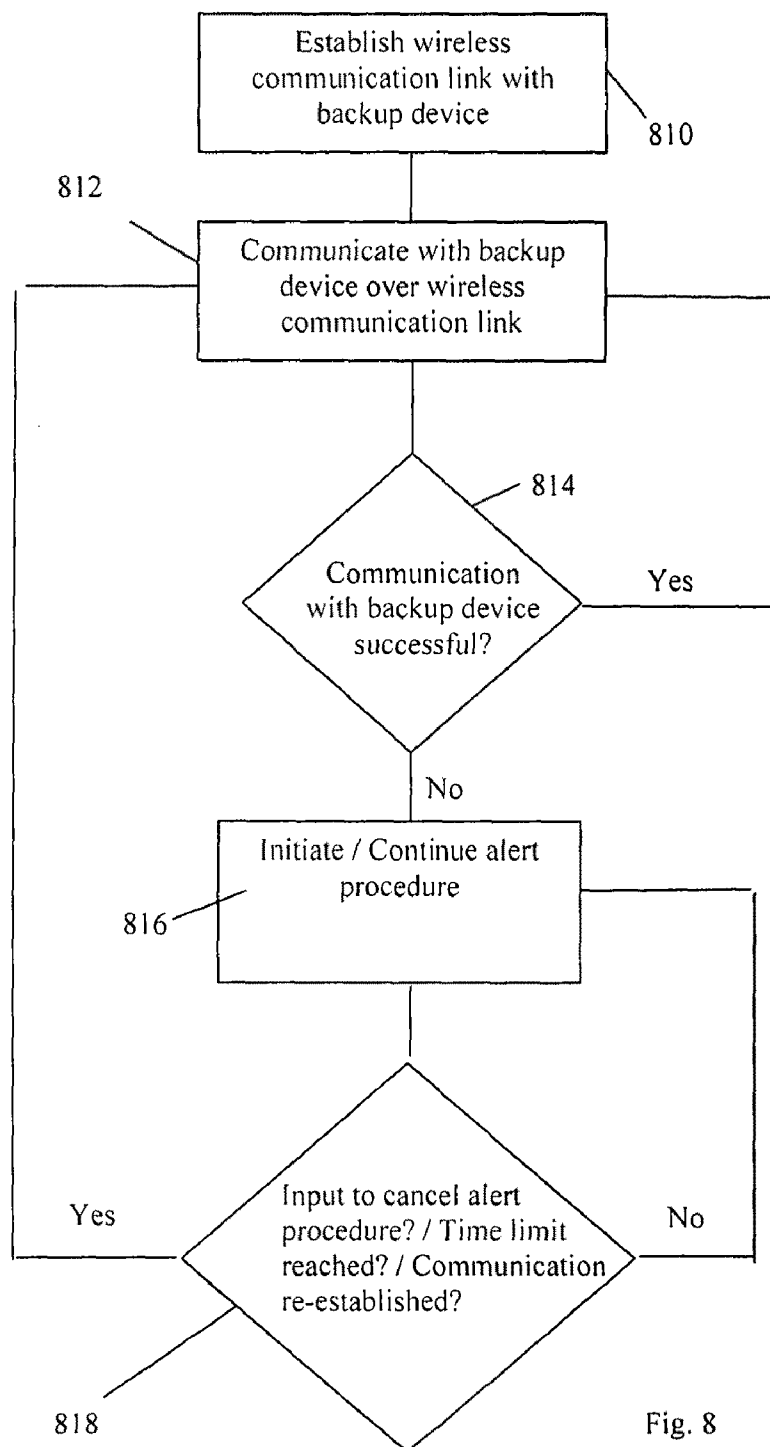 Establish wireless
communication link with
backup device
810
812
Communicate with backup
device over wireless
communication link
814
Communication
with backup device
successful?
Yes
No
Initiate / Continue alert
procedure
816
Input to cancel alert
procedure? / Time limit
reached? / Communication
re-established?
Yes
No
818
Fig. 8